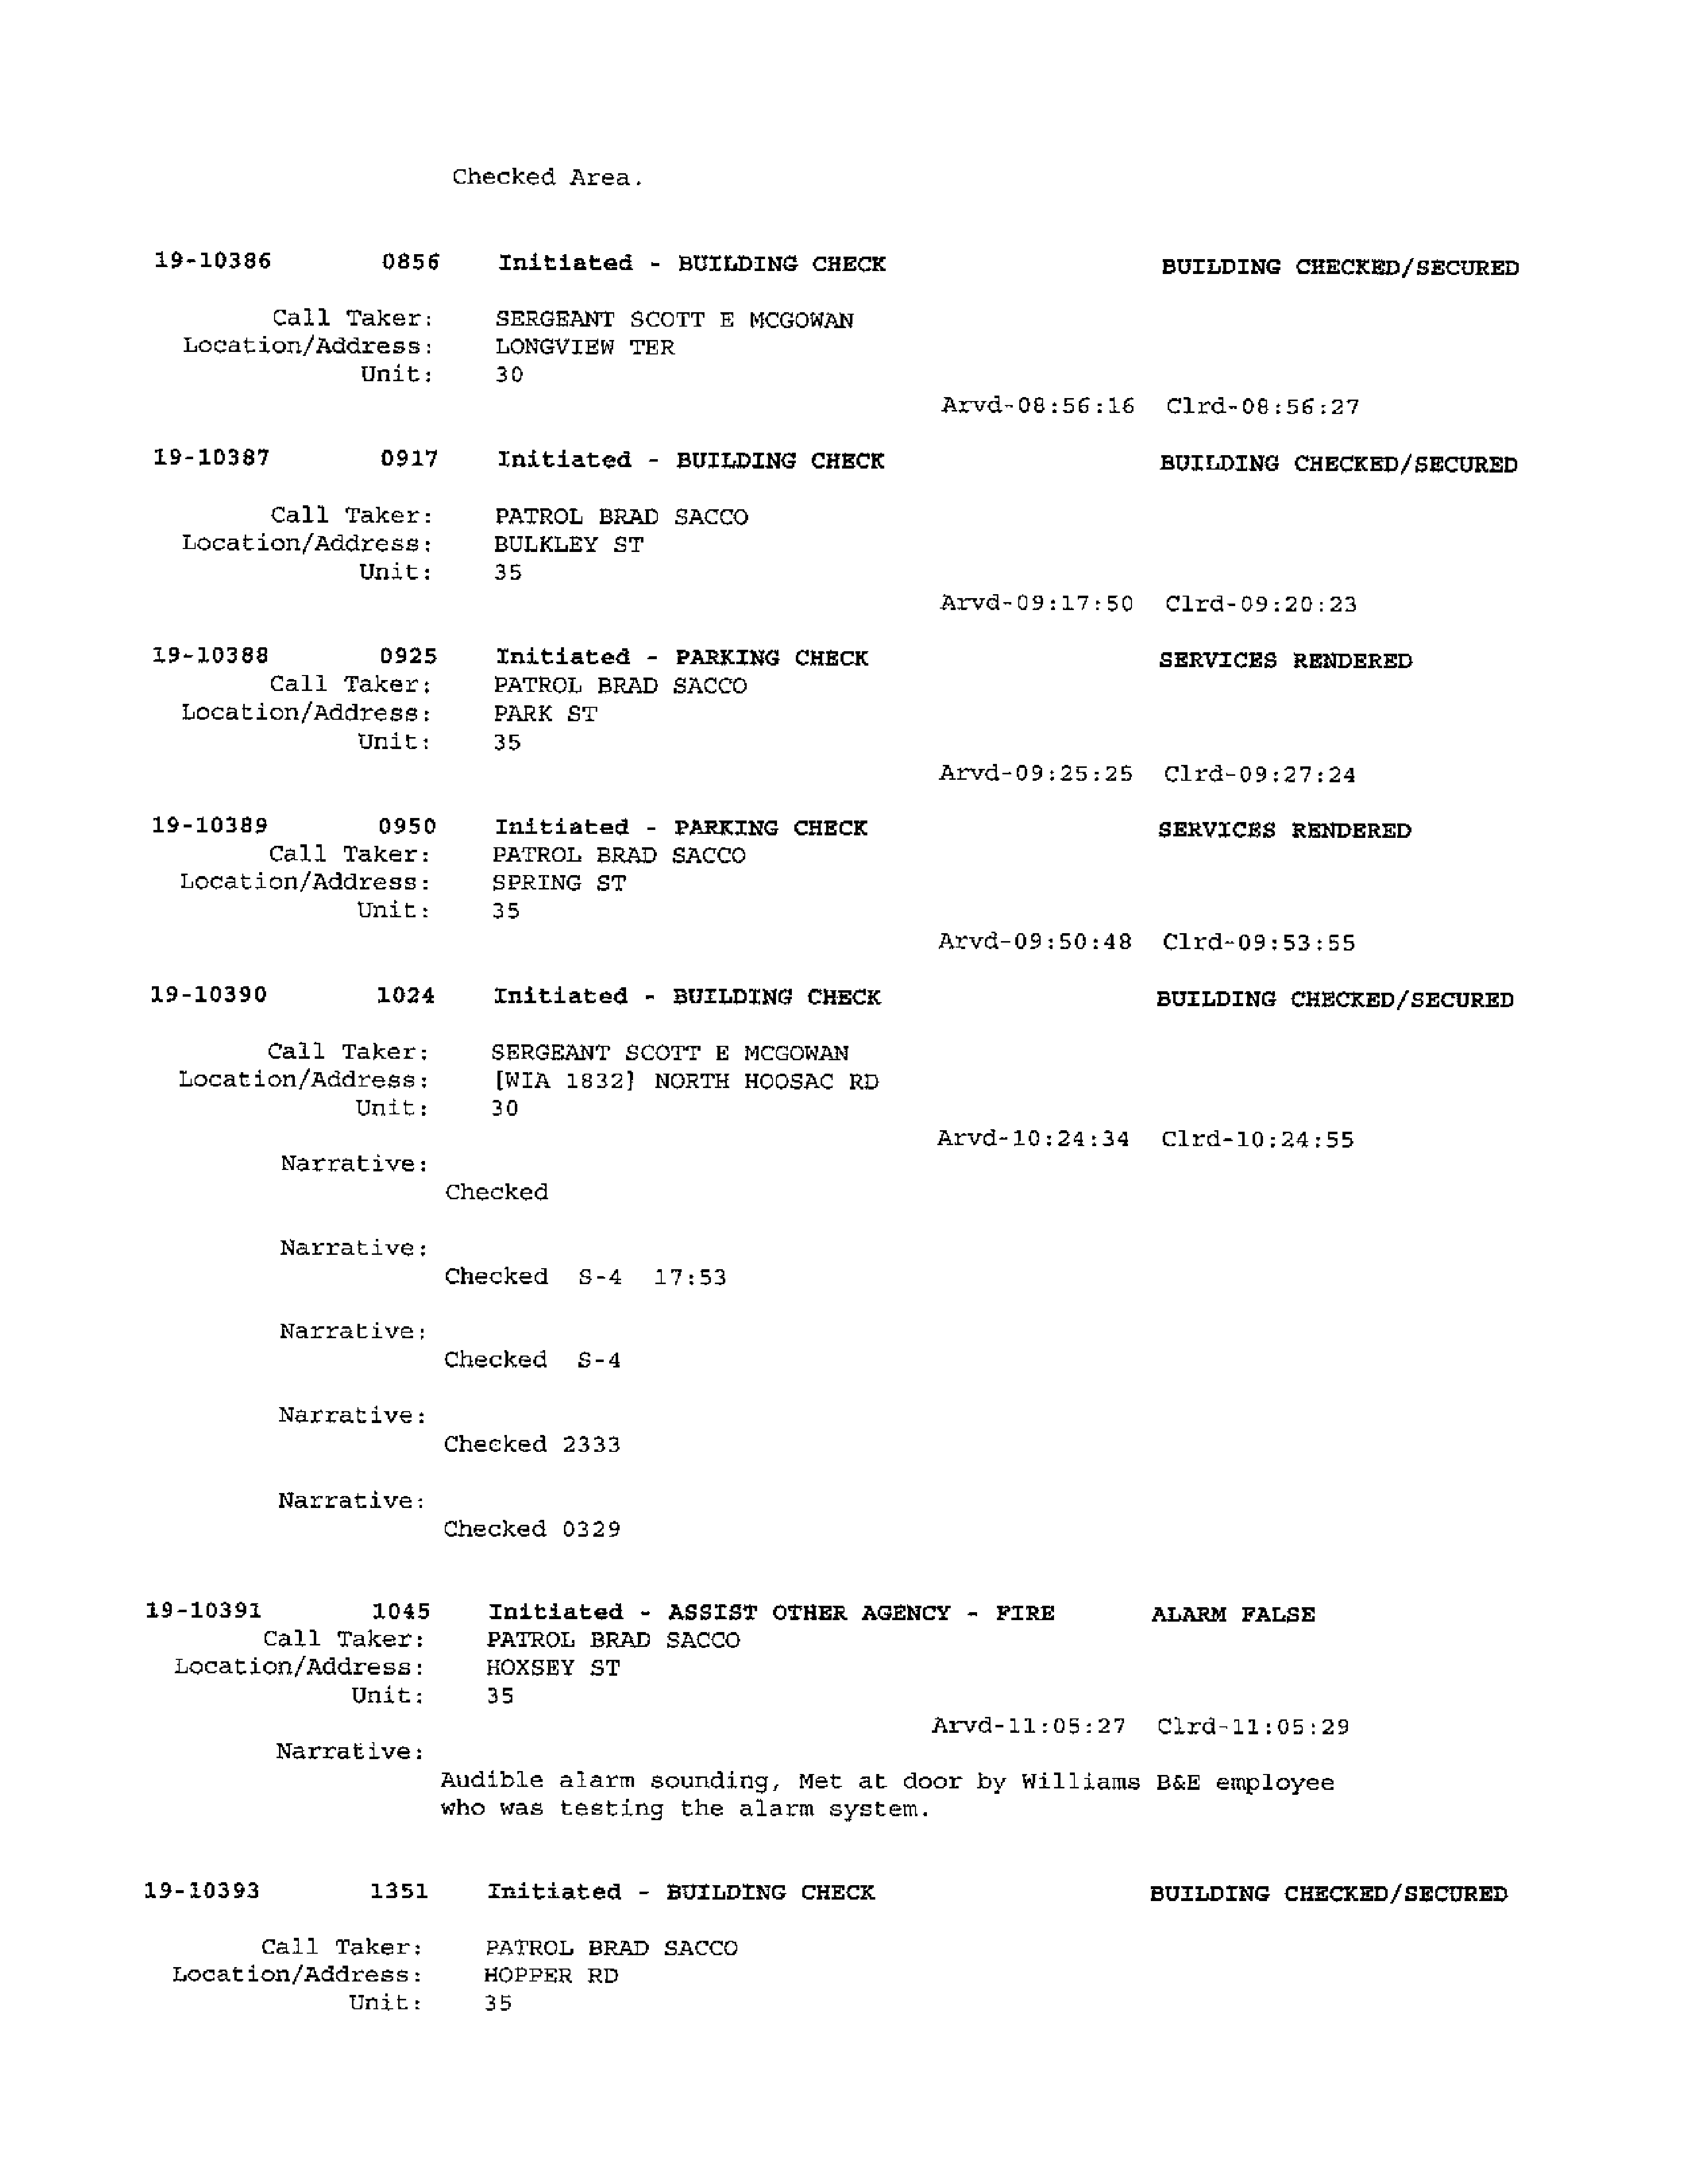 Checked Area.
19-10386 0856 Initiated - BUILDING CHECK BUILDING CHECKED/SECURED
Call Taker: SERGEANT SCOTT E MCGOWAN
Location/Address: LONGVIEW TER
Unit: 30
Arvd-08:56:16 Clrd-08:56:27
19-10387 0917 Initiated - BUILDING CHECK BUILDING CHECKED/SECURED
Call Taker: PATROL BRAD SACCO
Location/Address: BULKLEY ST
Unit: 35
Arvd-09:17:50 Clrd-09:20:23
19-10388 0925 Initiated - PARKING CHECK SERVICES RENDERED
Call Taker: PATROL BRAD SACCO
Location/Address: PARK ST
Unit: 35
Arvd-09:25:25 Clrd-09:27:24
19-10389 0950 Initiated - PARKING CHECK SERVICES RENDERED
Call Taker: PATROL BRAD SACCO
Location/Address: SPRING ST
Unit: 35
Arvd-09:50:48 Clrd-09:53:55
19-10390 1024 Initiated - BUILDING CHECK BUILDING CHECKED/SECURED
Call Taker: SERGEANT SCOTT E MCGOWAN
Location/Address: [WIA 1832] NORTH HOOSAC RD
Unit: 30
Arvd-10:24:34 Clrd-10:24:55
Narrative:
Checked
Narrative:
Checked S-4 17:53
Narrative:
Checked S-4
Narrative:
Checked 2333
Narrative:
Checked 0329
19-10391 1045 Initiated - ASSIST OTHER AGENCY - FIRE ALARM FALSE
Call Taker: PATROL BRAD SACCO
Location/Address: HOXSEY ST
Unit: 35
Arvd-11:05:27 Clrd-11:05:29
Narrative:
Audible alarm sounding, Met at door by Williams B&E employee
who was testing the alarm system.
19-10393 1351 Initiated - BUILDING CHECK BUILDING CHECKED/SECURED
Call Taker: PATROL BRAD SACCO
Location/Address: HOPPER RD
Unit: 35